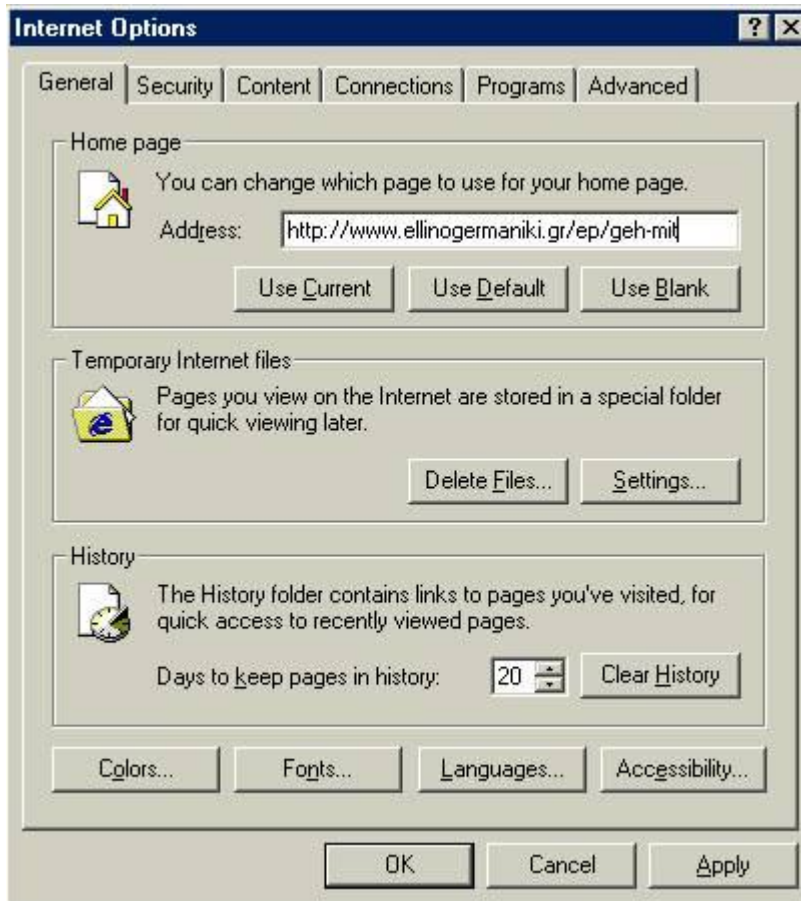 Internet Options
General Security Content Connections Programs Advanced
Home page
You can change which page to use for your home page.
Address: http://www.ellinogermaniki.gr/ep/geh-mit
Use Current Use Default Use Blank
Temporary Internet files
Pages you view on the Internet are stored in a special folder
for quick viewing later.
Delete Files... Settings...
History
The History folder contains links to pages you've visited, for
quick access to recently viewed pages.
Days to keep pages in history: 20 Clear History
Colors... Fonts... Languages... Accessibility...
OK Cancel Apply